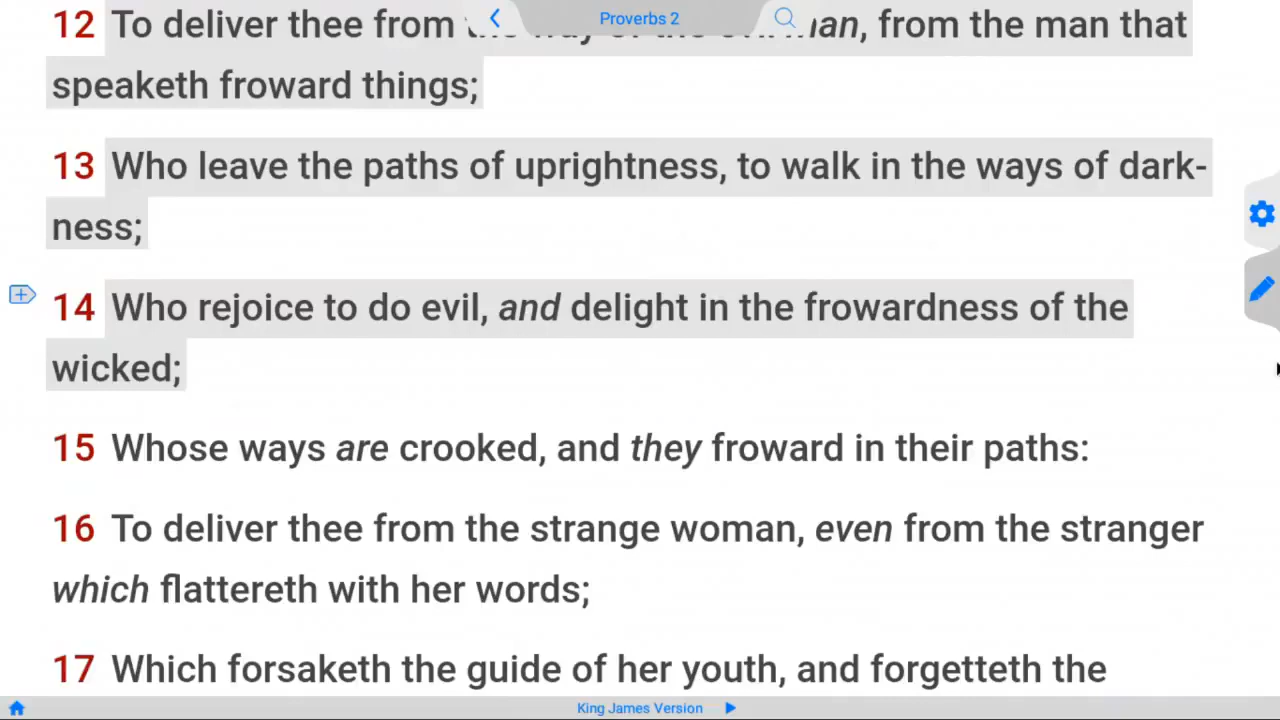 Proverbs 2
12 To deliver thee from man, from the man that
speaketh froward things;
13 Who leave the paths of uprightness, to walk in the ways of dark-
ness;
14 Who rejoice to do evil, and delight in the frowardness of the
wicked;
15 Whose ways are crooked, and they froward in their paths:
16 To deliver thee from the strange woman, even from the stranger
which flattereth with her words;
17 Which forsaketh the guide of her youth, and forgetteth the
King James Version